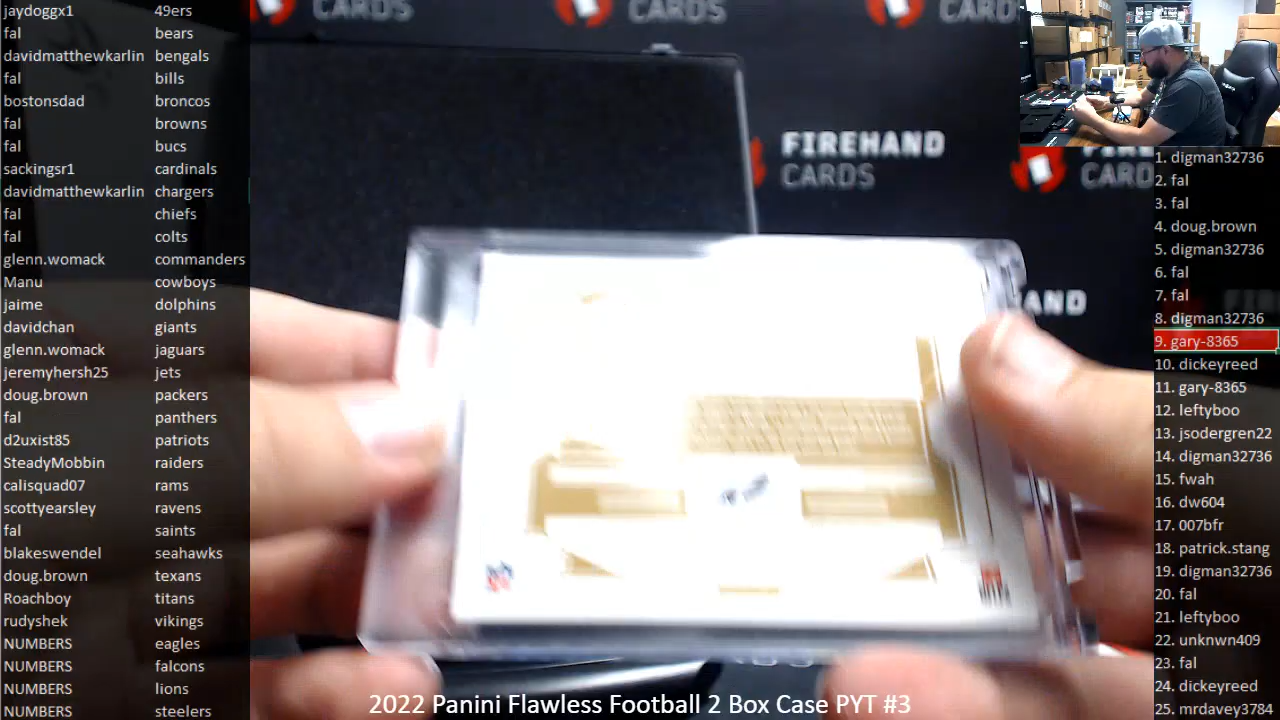 jaydoggx1 49ers
fal bears
davidmatthewkarlin bengals
fal bills
bostonsdad broncos
fal browns
fal bucs
sackingsr1 cardinals
davidmatthewkarlin chargers
fal chiefs
fal colts
glenn.womack commanders
Manu cowboys
jaime dolphins
davidchan giants
glenn.womack jaguars
jeremyhersh25 jets
doug.brown packers
fal panthers
d2uxist85 patriots
SteadyMobbin raiders
calisquad07 rams
scottyearsley ravens
fal saints
blakeswendel seahawks
doug.brown texans
Roachboy titans
rudyshek vikings
NUMBERS eagles
NUMBERS falcons
NUMBERS lions
NUMBERS steelers
CARDS
CARDS
CARD
FIREHAND
CARDS
CARD
1. digman32736
2. fal
3. fal
4. doug.brown
5. digman32736
6. fal
7. fal
8. digman32736
9. gary-8365
10. dickeyreed
11. gary-8365
12. leftyboo
13. jsodergren22
14. digman32736
15. fwah
16. dw604
17. 007bfr
18. patrick.stang
19. digman32736
20. fal
21. leftyboo
22. unknwn409
23. fal
24. dickeyreed
25. mrdavey3784
2022 Panini Flawless Football 2 Box Case PYT #3